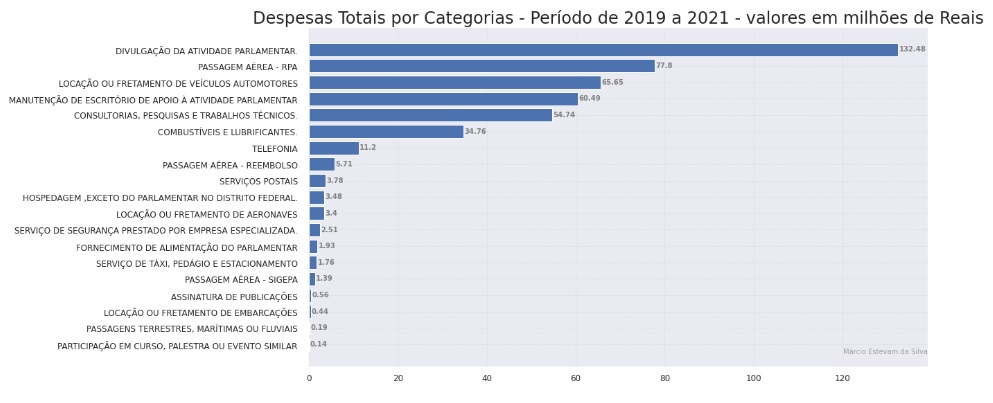 Despesas Totais por Categorias - Período de 2019 a 2021 - valores em milhões de Reais
DIVULGAÇÃO DA ATIVIDADE PARLAMENTAR. 132.48
PASSAGEM AÉREA - RPA 77.8
LOCAÇÃO OU FRETAMENTO DE VEÍCULOS AUTOMOTORES 65.65
MANUTENÇÃO DE ESCRITÓRIO DE APOIO À ATIVIDADE PARLAMENTAR 60.49
CONSULTORIAS, PESQUISAS E TRABALHOS TÉCNICOS. 54.74
COMBUSTÍVEIS E LUBRIFICANTES. 34.76
TELEFONIA 11.2
PASSAGEM AÉREA - REEMBOLSO 5.71
SERVIÇOS POSTAIS 3.78
HOSPEDAGEM ,EXCETO DO PARLAMENTAR NO DISTRITO FEDERAL. 3.48
LOCAÇÃO OU FRETAMENTO DE AERONAVES 3.4
SERVIÇO DE SEGURANÇA PRESTADO POR EMPRESA ESPECIALIZADA. 2.51
FORNECIMENTO DE ALIMENTAÇÃO DO PARLAMENTAR 1.93
SERVIÇO DE TÁXI, PEDÁGIO E ESTACIONAMENTO 1.76
PASSAGEM AÉREA - SIGEPA 1.39
ASSINATURA DE PUBLICAÇÕES 0.56
LOCAÇÃO OU FRETAMENTO DE EMBARCAÇÕES 0.44
PASSAGENS TERRESTRES, MARÍTIMAS OU FLUVIAIS 0.19
PARTICIPAÇÃO EM CURSO, PALESTRA OU EVENTO SIMILAR 0.14
Márcio Estevam da Silva
0 20 40 60 80 100 120